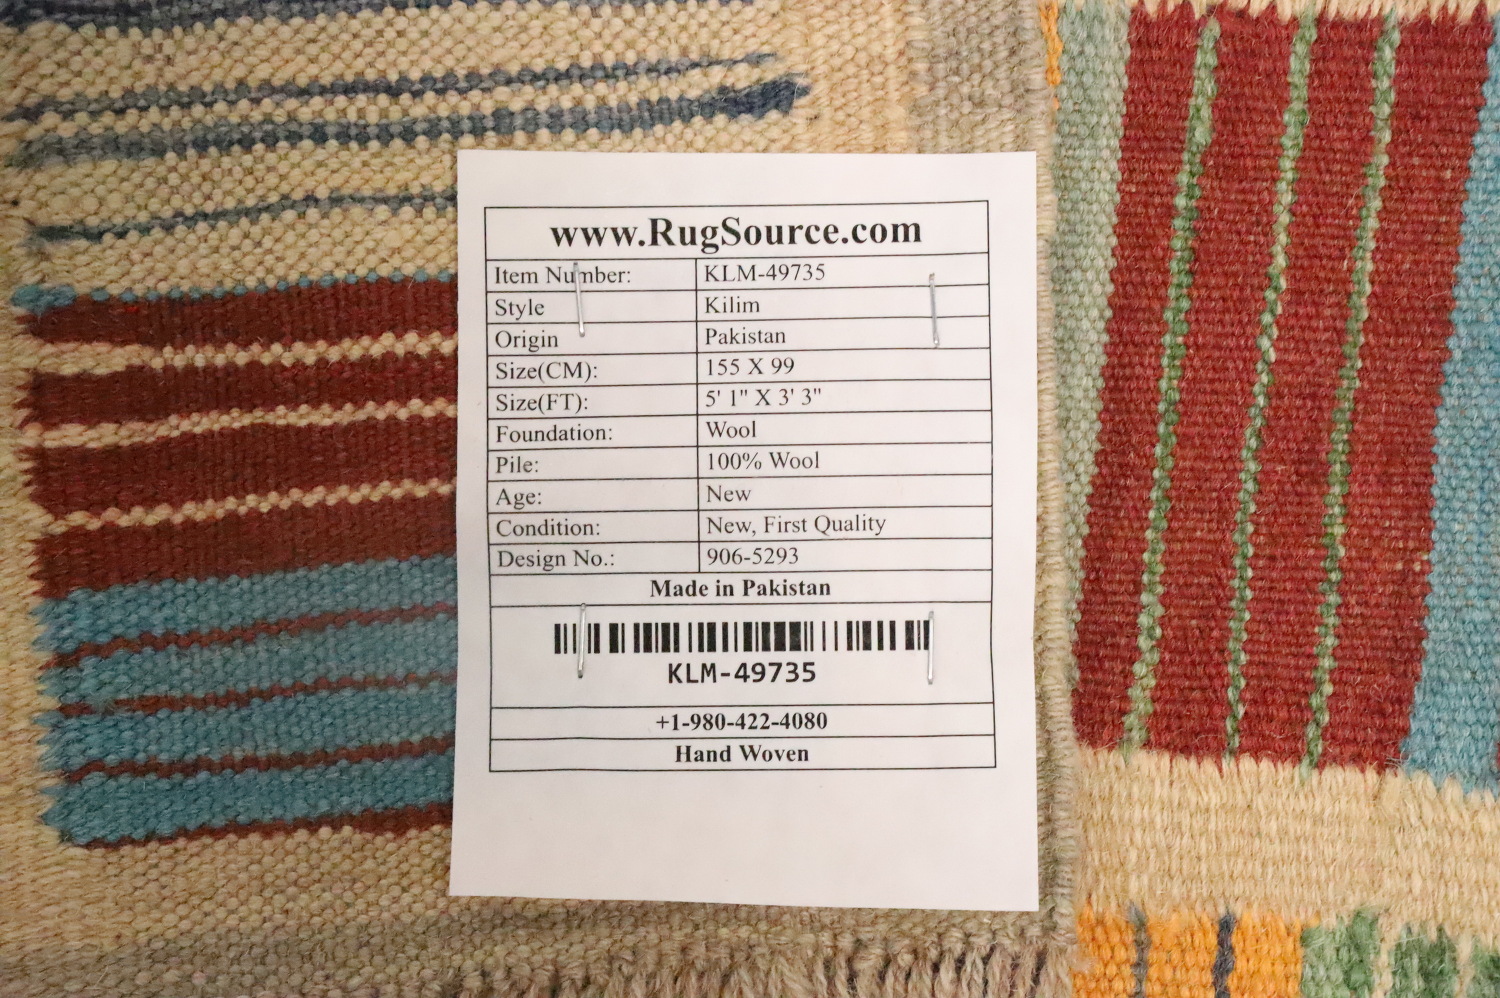 www.RugSource.com
Item Number: KLM-49735
Style Kilim
Origin Pakistan
Size(CM): 155 X 99
Size(FT): 5' 1" X 3' 3"
Foundation: Wool
Pile: 100% Wool
Age: New
Condition: New, First Quality
Design No.: 906-5293
Made in Pakistan
KLM-49735
+1-980-422-4080
Hand Woven